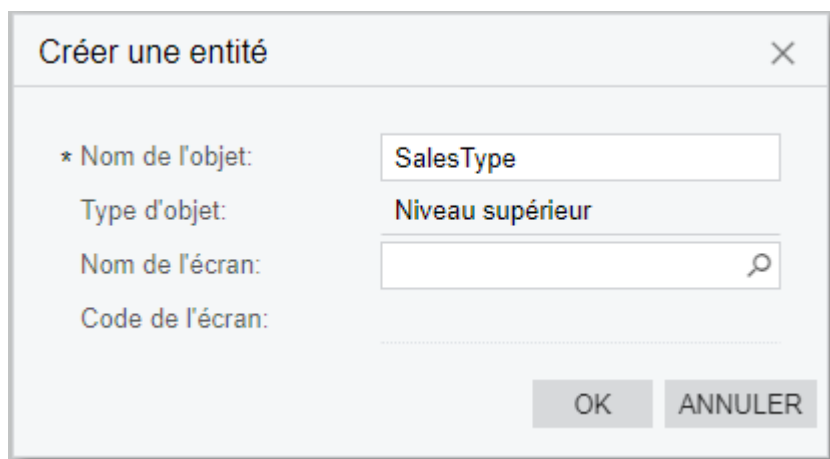 Créer une entité
* Nom de l'objet: SalesType
Type d'objet: Niveau supérieur
Nom de l'écran:
Code de l'écran:
OK ANNULER